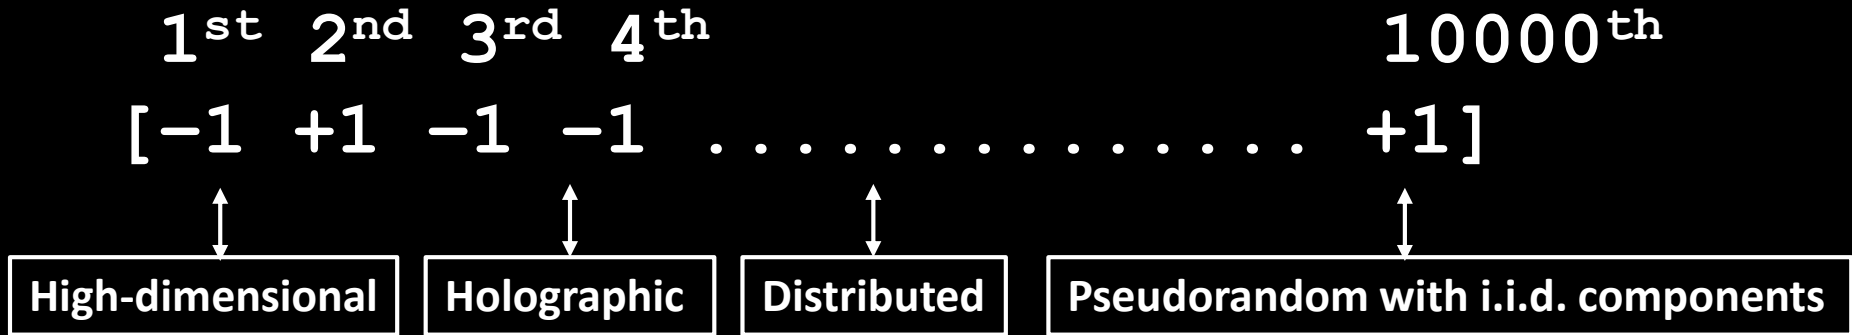 1st 2nd 3rd 4th 10000th
[−1 +1 −1 −1 .............. +1]
High-dimensional Holographic Distributed Pseudorandom with i.i.d. components